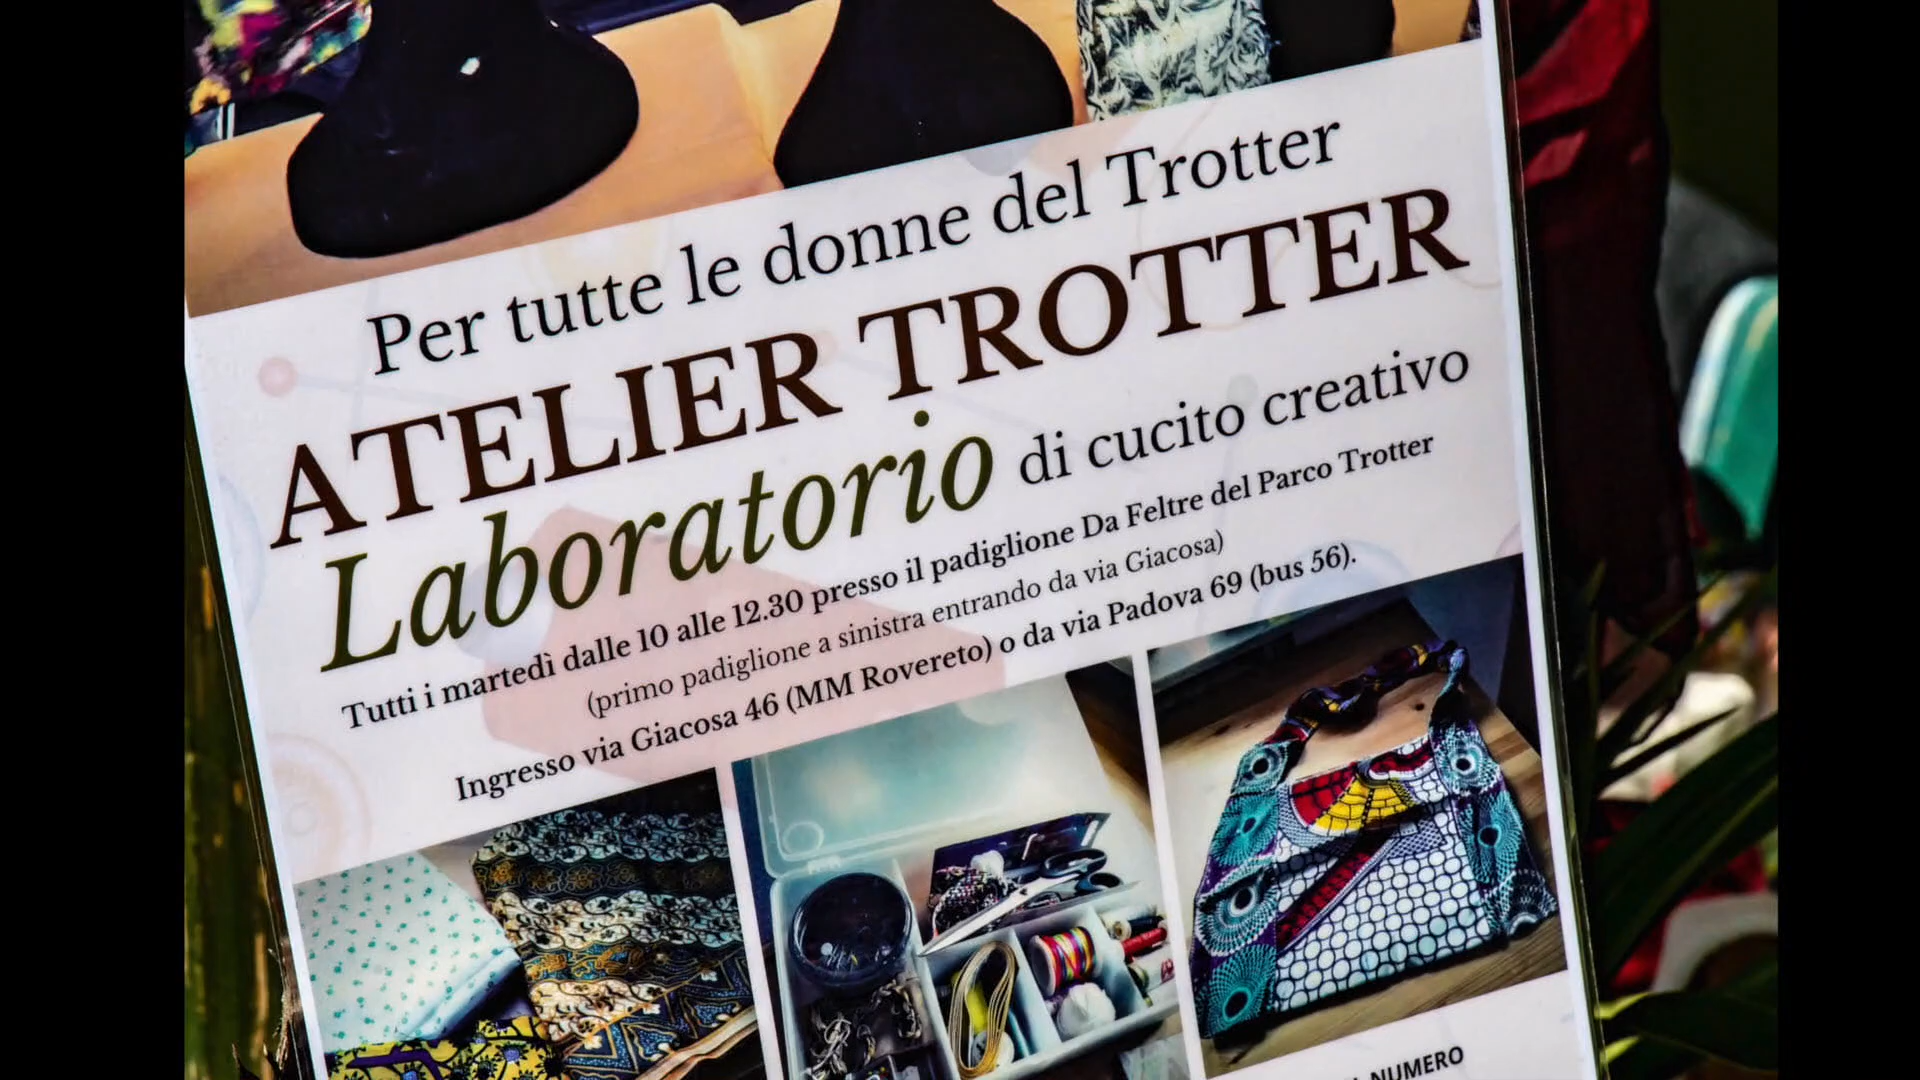 Per tutte le donne del Trotter
ATELIER TROTTER
Laboratorio di cucito creativo
Tutti i martedì dalle 10 alle 12.30 presso il padiglione Da Feltre del Parco Trotter
(primo padiglione a sinistra entrando da via Giacosa)
Ingresso via Giacosa 46 (MM Rovereto) o da via Padova 69 (bus 56).
NUMERO